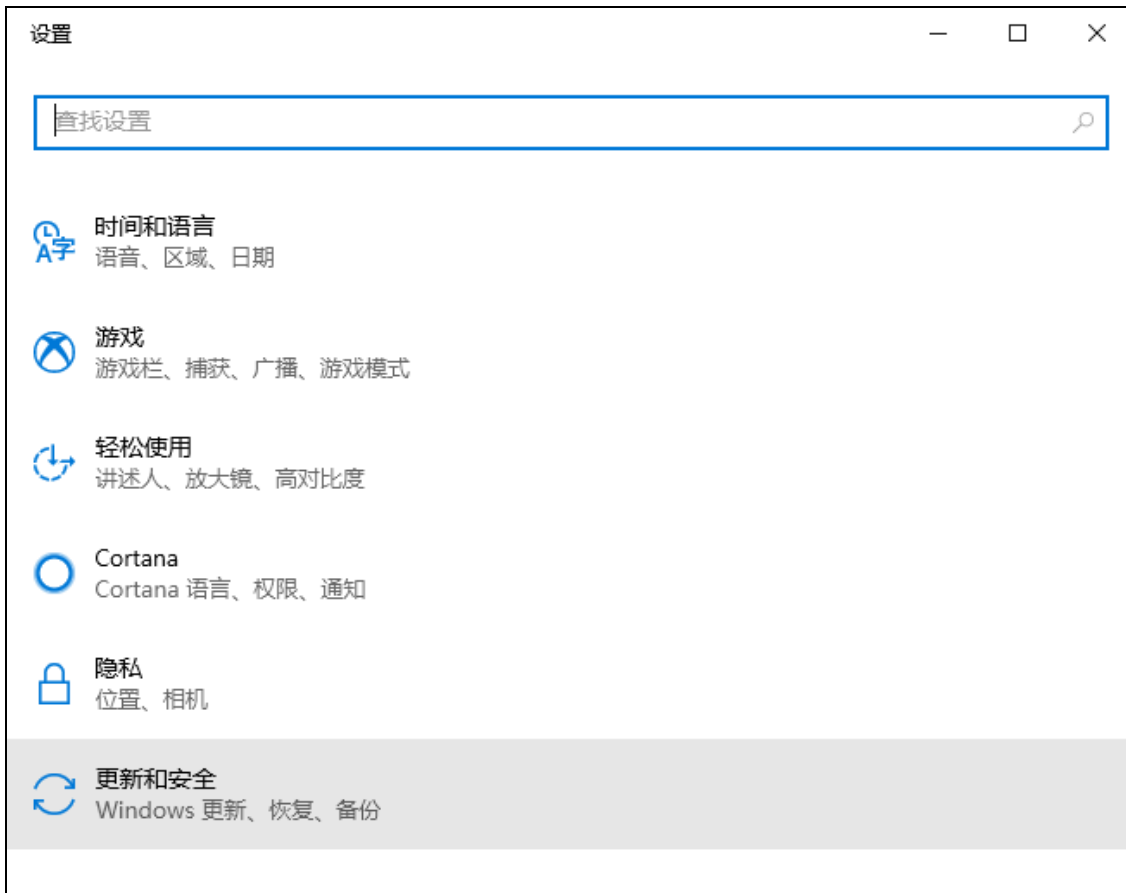 设置
查找设置
时间和语言
语音、区域、日期
游戏
游戏栏、捕获、广播、游戏模式
轻松使用
讲述人、放大镜、高对比度
Cortana
Cortana 语言、权限、通知
隐私
位置、相机
更新和安全
Windows 更新、恢复、备份